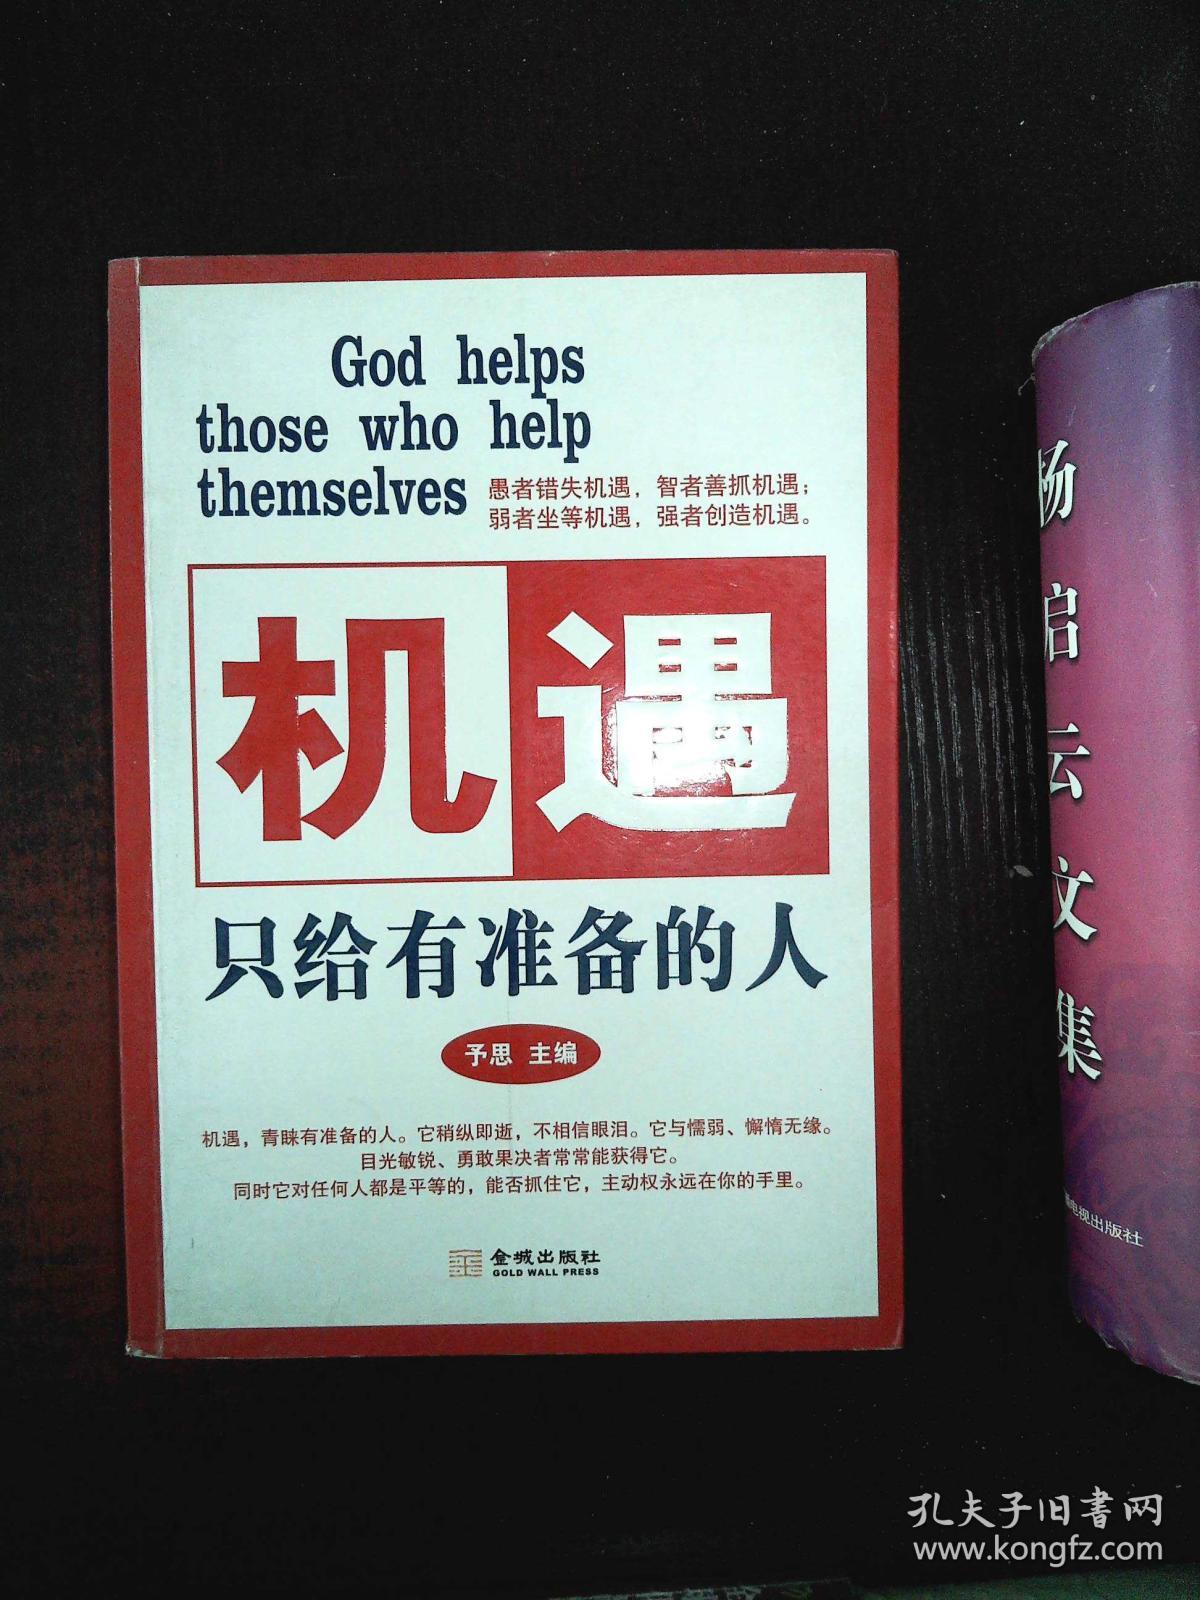 God helps
those who help
themselves
愚者错失机遇，智者善抓机遇；
弱者坐等机遇，强者创造机遇。
机遇
只给有准备的人
予思 主编
机遇，青睐有准备的人。它稍纵即逝，不相信眼泪。它与懦弱、懈惰无缘。
目光敏锐、勇敢果决者常常能获得它。
同时它对任何人都是平等的，能否抓住它，主动权永远在你的手里。
金城出版社
GOLD WALL PRESS
杨启云文集
电视出版社
孔夫子旧书网
www.kongfz.com